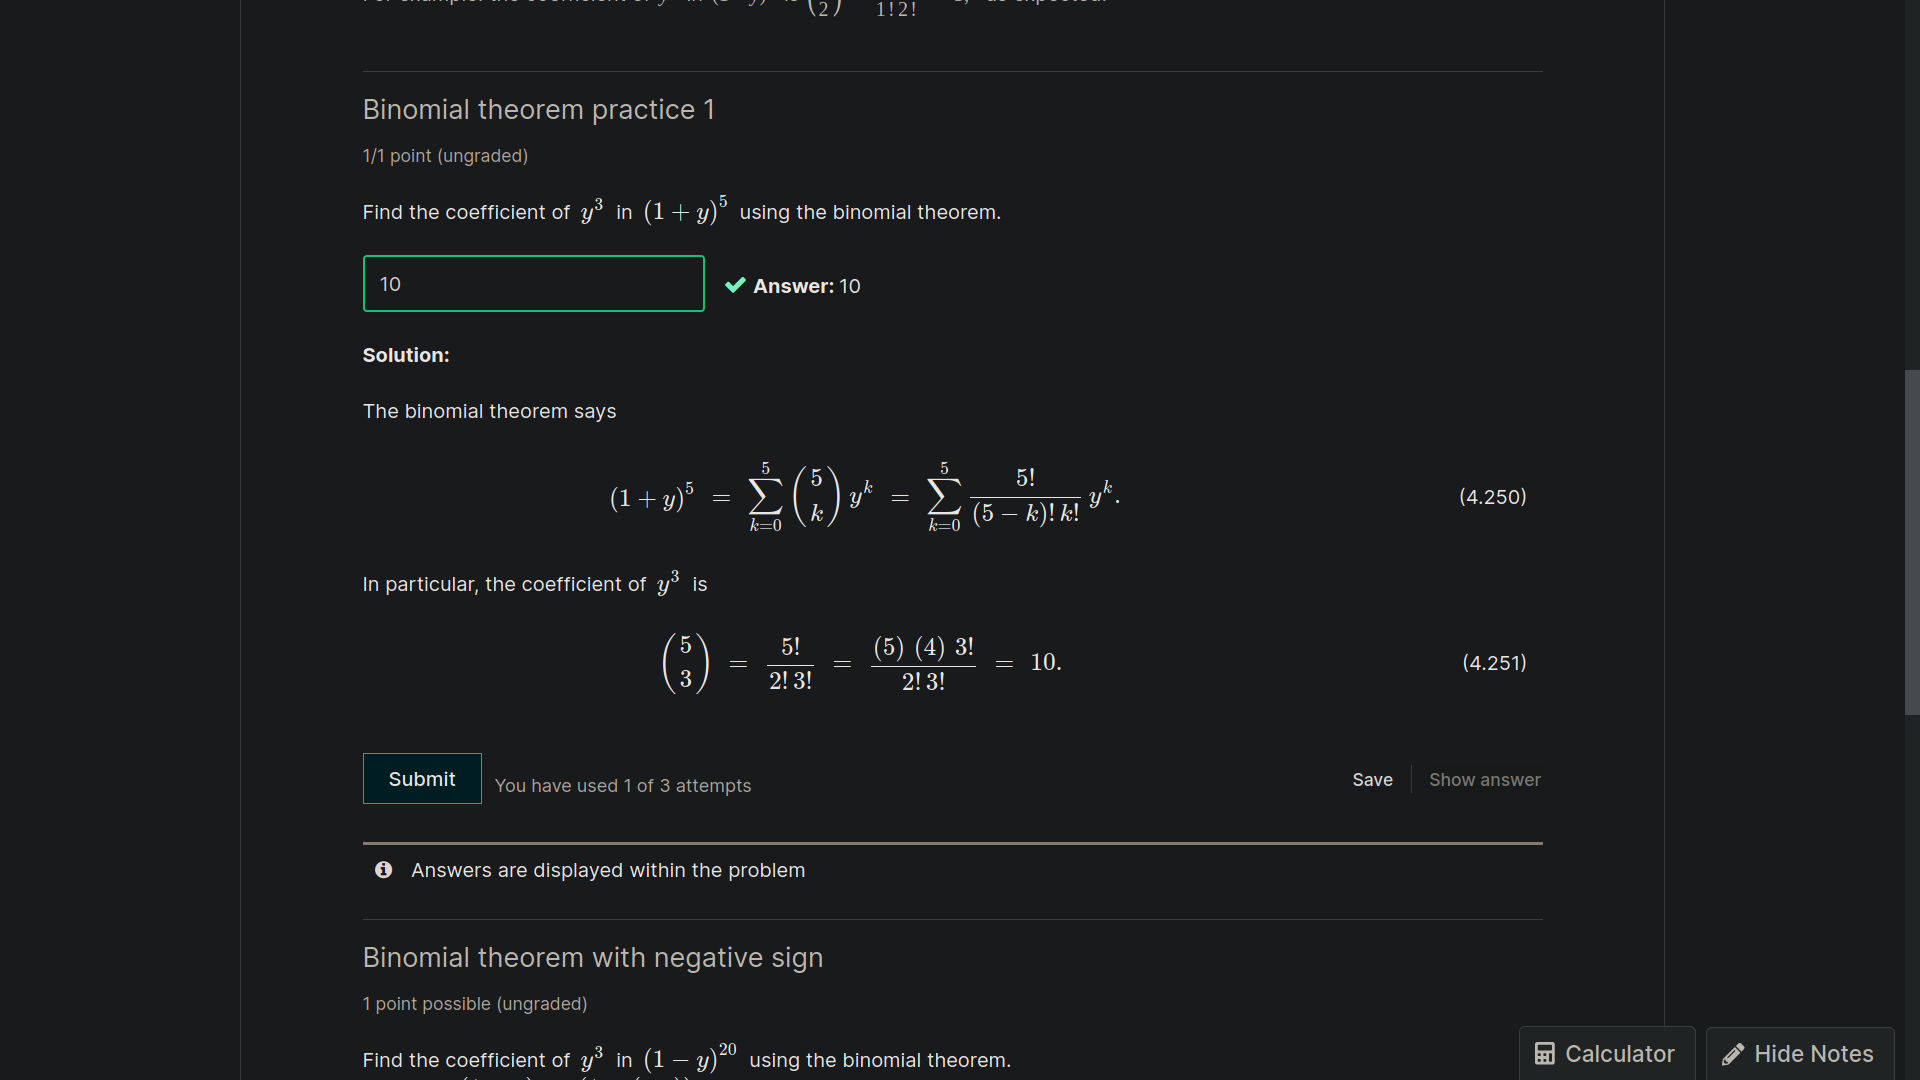 Binomial theorem practice 1
1/1 point (ungraded)
Find the coefficient of y^3 in (1 + y)^5 using the binomial theorem.
10
Answer: 10
Solution:
The binomial theorem says
(1 + y)^5 = \sum_{k=0}^{5} \binom{5}{k} y^k = \sum_{k=0}^{5} \frac{5!}{(5 - k)! k!} y^k. (4.250)
In particular, the coefficient of y^3 is
\binom{5}{3} = \frac{5!}{2! 3!} = \frac{(5) (4) 3!}{2! 3!} = 10. (4.251)
Submit
You have used 1 of 3 attempts
Save
Show answer
Answers are displayed within the problem
Binomial theorem with negative sign
1 point possible (ungraded)
Find the coefficient of y^3 in (1 − y)^20 using the binomial theorem.
Calculator
Hide Notes